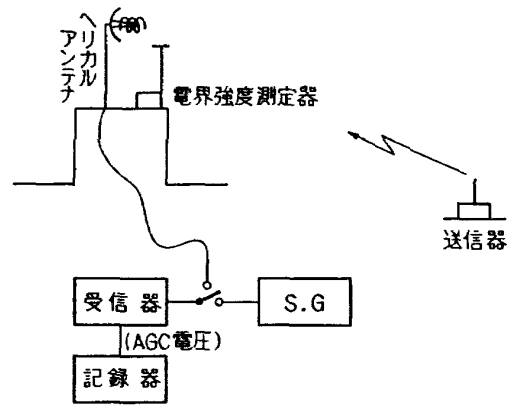 ヘリカル
アンテナ
電界強度測定器
送信器
受信器
S.G
(AGC電圧)
記録器